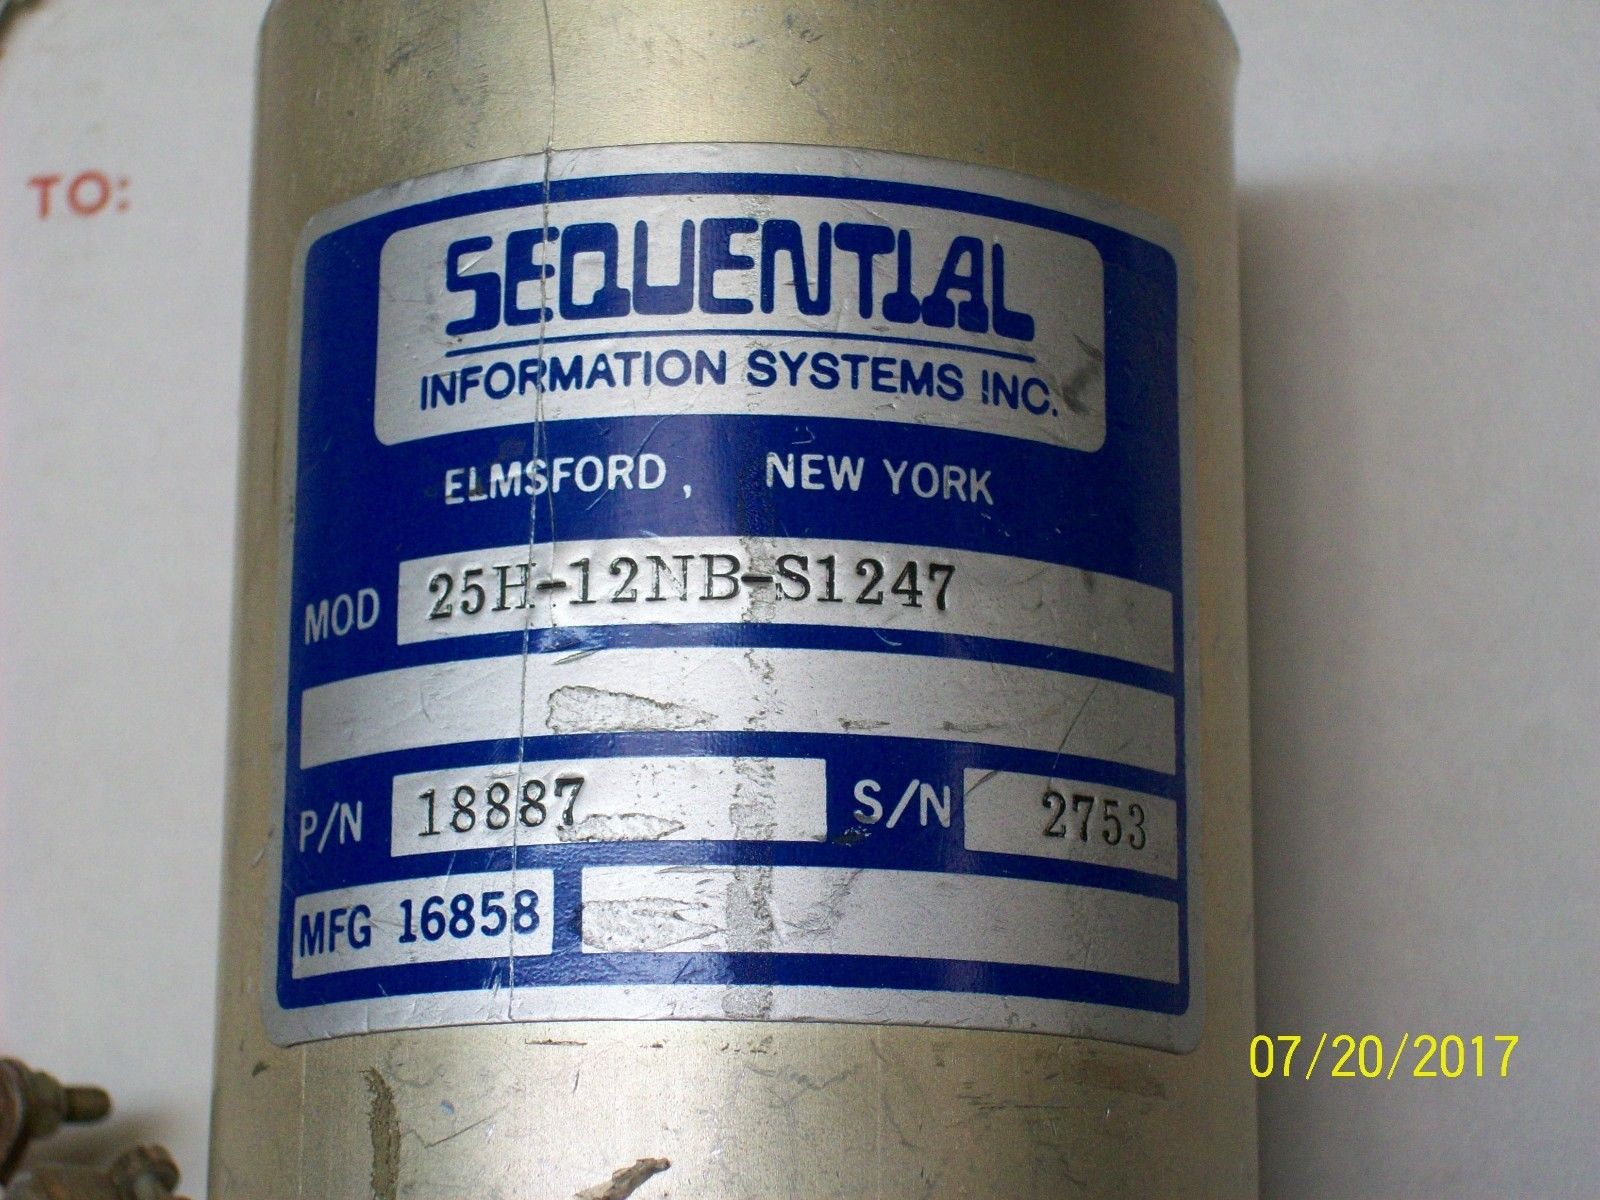 TO:
SEQUENTIAL
INFORMATION SYSTEMS INC.
ELMSFORD, NEW YORK
MOD 25H-12NB-S1247
P/N 18887 S/N 2753
MFG 16858
07/20/2017